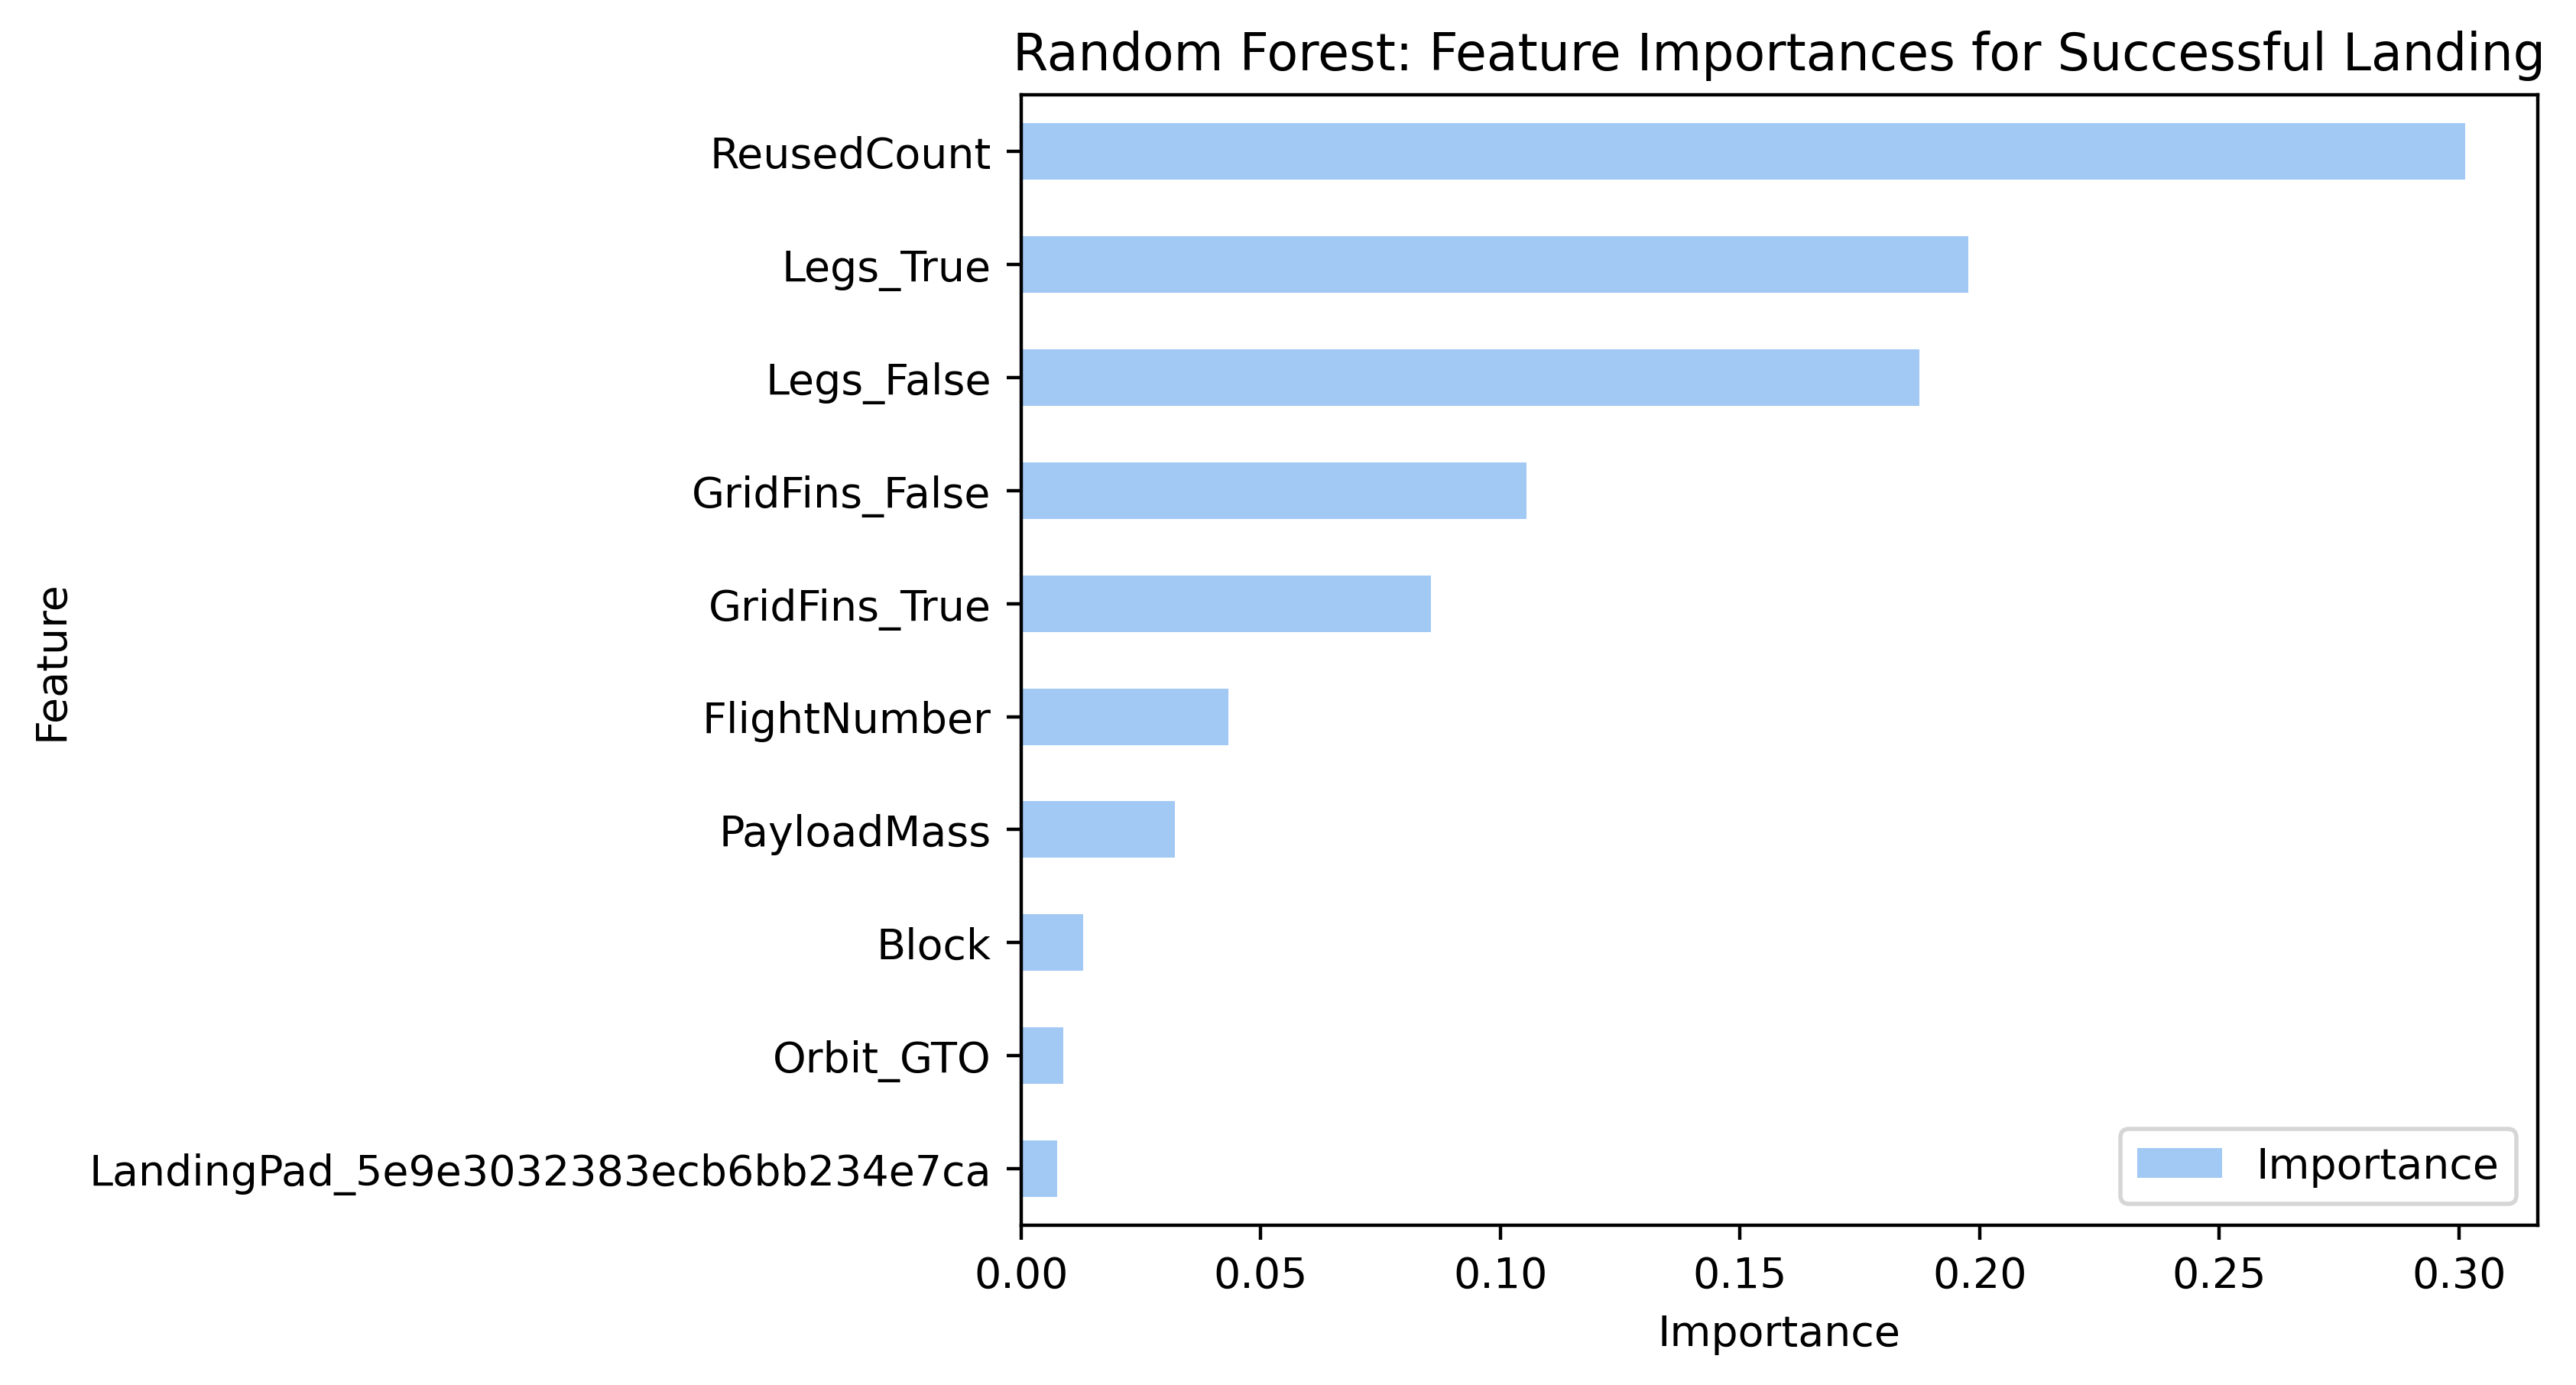 Random Forest: Feature Importances for Successful Landing
Feature
ReusedCount
Legs_True
Legs_False
GridFins_False
GridFins_True
FlightNumber
PayloadMass
Block
Orbit_GTO
LandingPad_5e9e3032383ecb6bb234e7ca
Importance
0.00 0.05 0.10 0.15 0.20 0.25 0.30
Importance